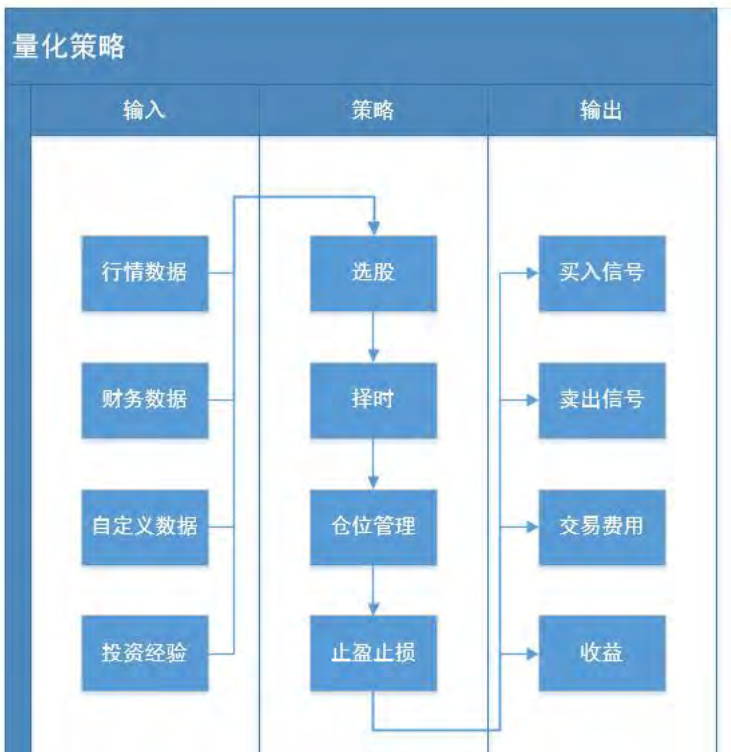 量化策略
输入
策略
输出
行情数据
选股
买入信号
财务数据
择时
卖出信号
自定义数据
仓位管理
交易费用
投资经验
止盈止损
收益